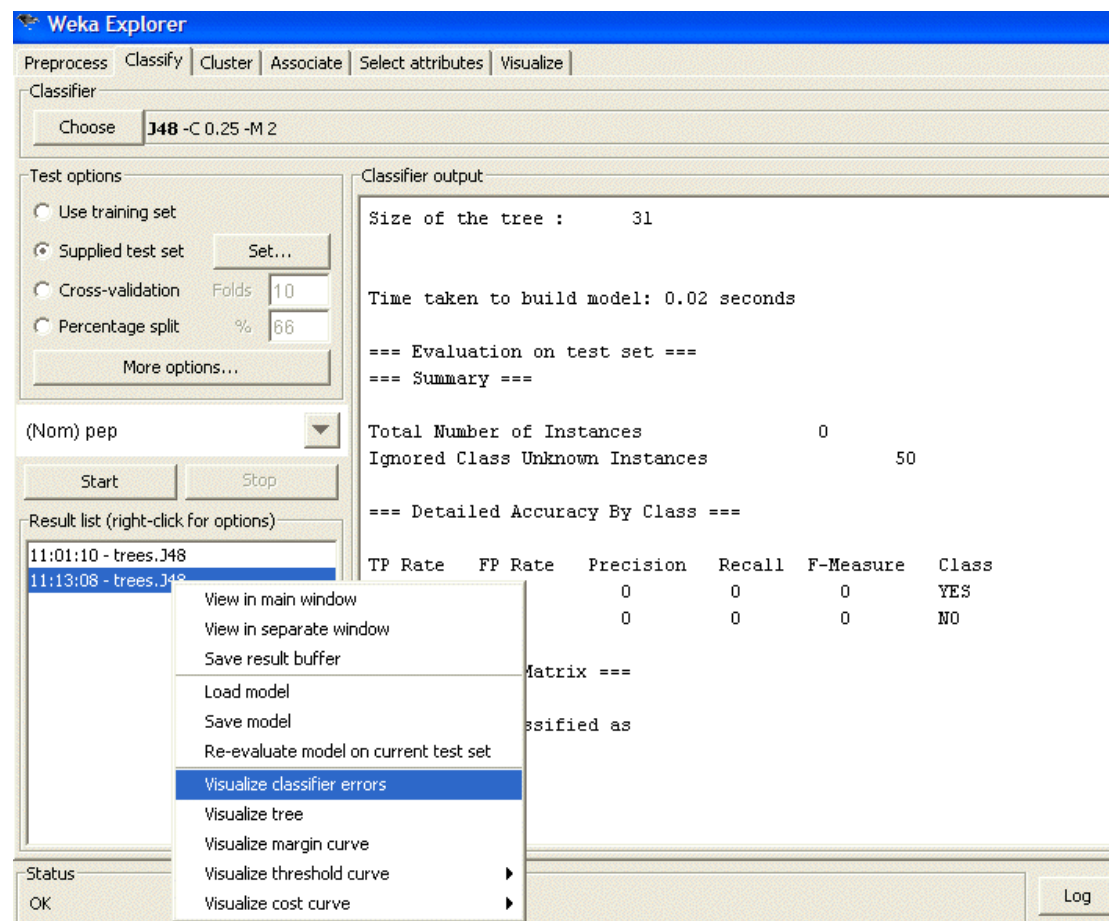 Weka Explorer
Preprocess Classify Cluster Associate Select attributes Visualize
Classifier
Choose J48 -C 0.25 -M 2
Test options
Use training set
Supplied test set Set...
Cross-validation Folds 10
Percentage split % 66
More options...
(Nom) pep
Start Stop
Result list (right-click for options)
11:01:10 - trees.J48
11:13:08 - trees.J48
Classifier output
Size of the tree : 31
Time taken to build model: 0.02 seconds
=== Evaluation on test set ===
=== Summary ===
Total Number of Instances 0
Ignored Class Unknown Instances 50
=== Detailed Accuracy By Class ===
TP Rate FP Rate Precision Recall F-Measure Class
0 0 0 YES
0 0 0 NO
Matrix ===
ssified as
View in main window
View in separate window
Save result buffer
Load model
Save model
Re-evaluate model on current test set
Visualize classifier errors
Visualize tree
Visualize margin curve
Visualize threshold curve
Visualize cost curve
Status
OK
Log